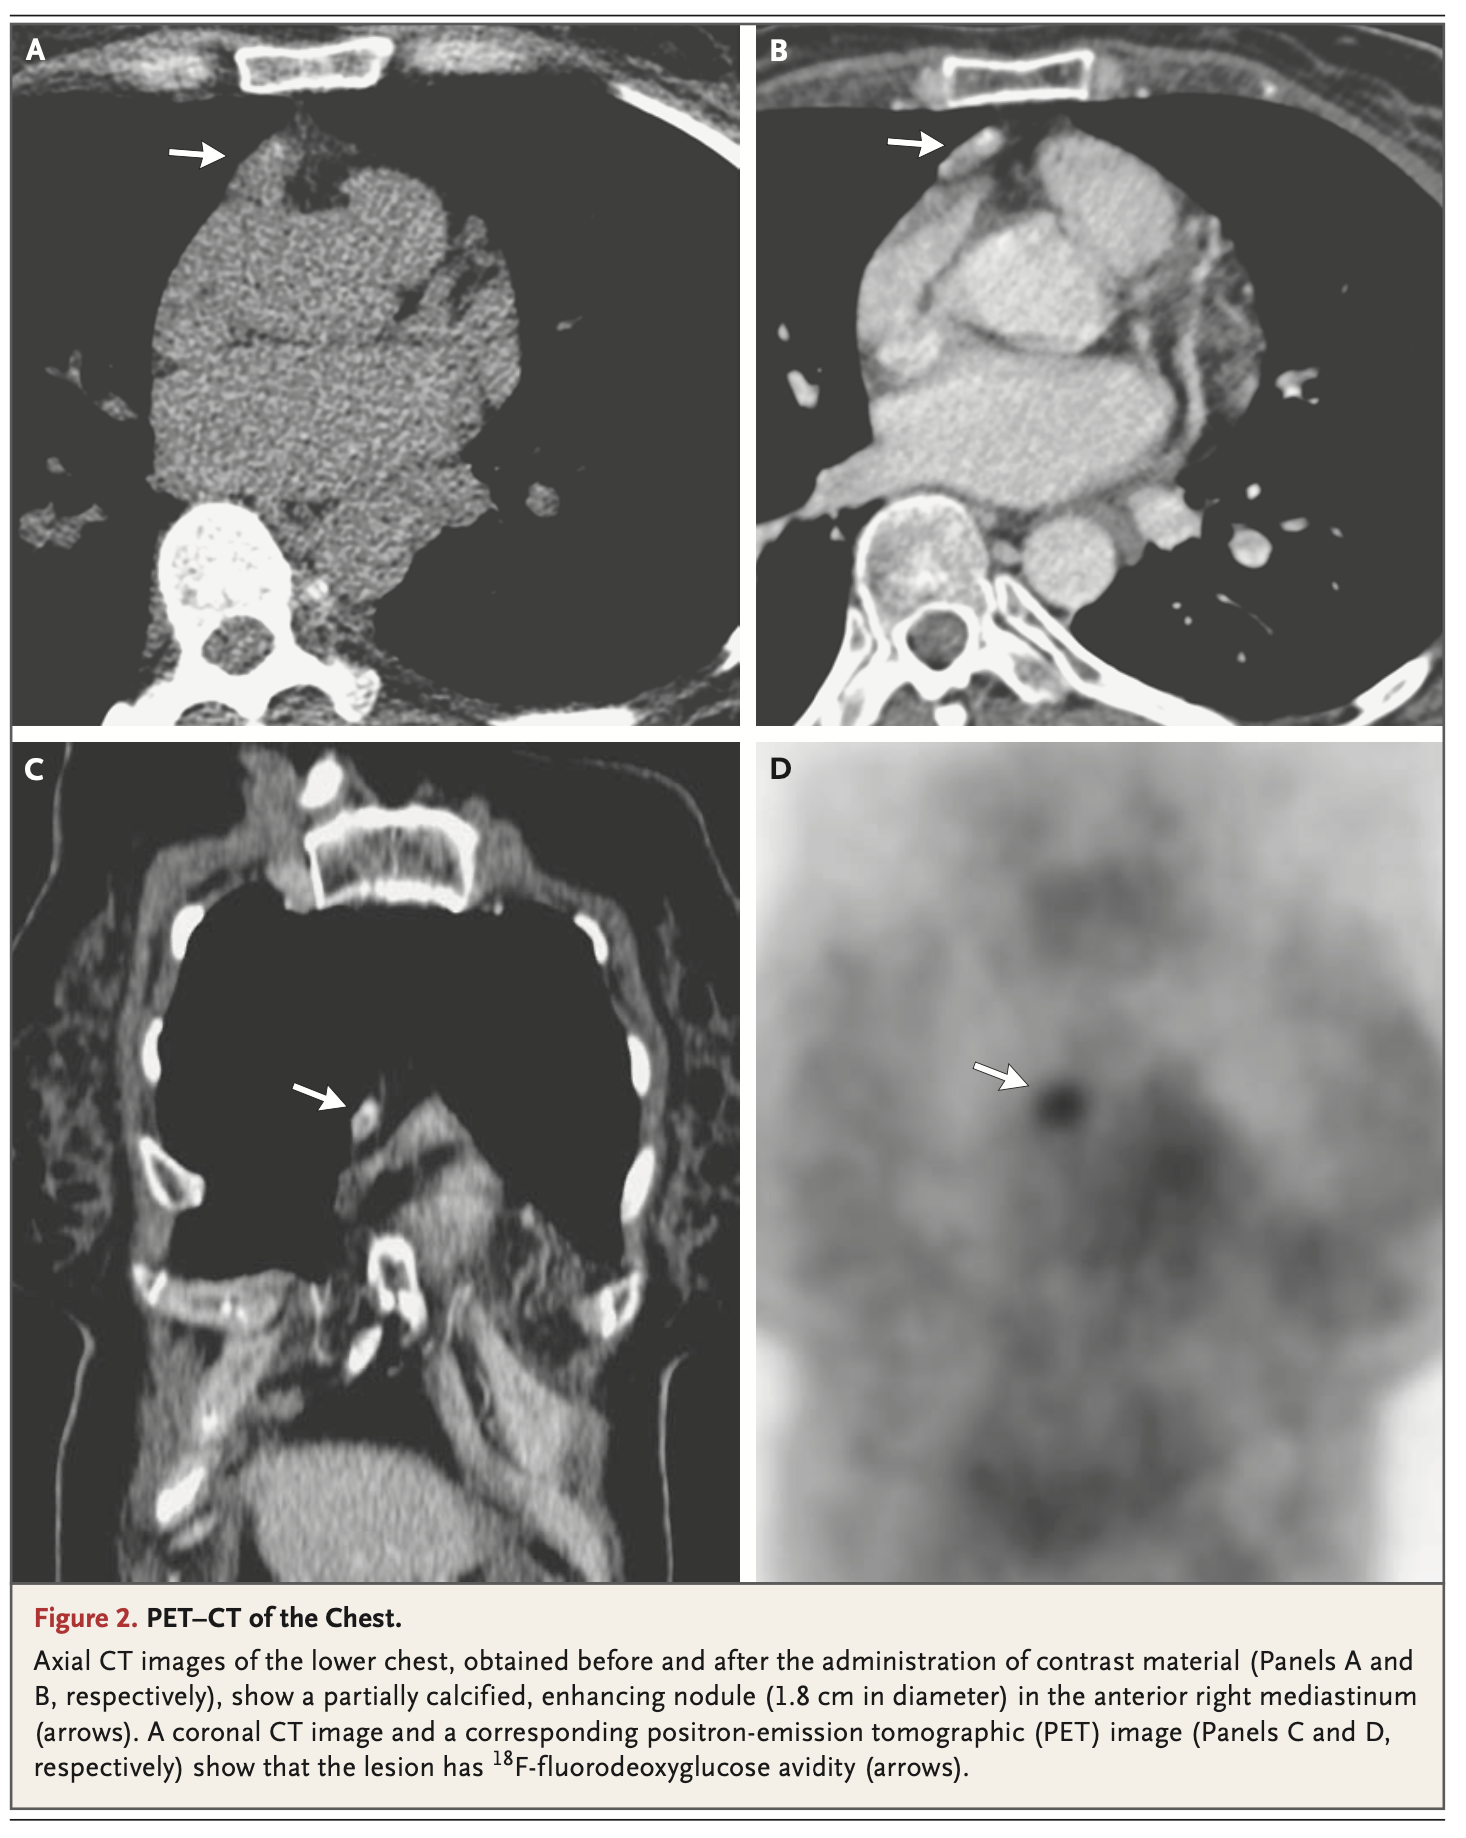 A
B
C
D
Figure 2. PET–CT of the Chest.
Axial CT images of the lower chest, obtained before and after the administration of contrast material (Panels A and
B, respectively), show a partially calcified, enhancing nodule (1.8 cm in diameter) in the anterior right mediastinum
(arrows). A coronal CT image and a corresponding positron-emission tomographic (PET) image (Panels C and D,
respectively) show that the lesion has ¹⁸F-fluorodeoxyglucose avidity (arrows).